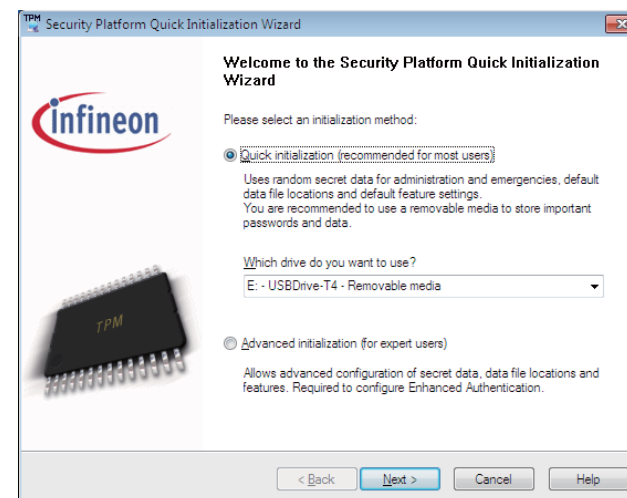 TPM
Security Platform Quick Initialization Wizard
Welcome to the Security Platform Quick Initialization
Wizard
infineon
Please select an initialization method:
Quick initialization (recommended for most users)
Uses random secret data for administration and emergencies, default
data file locations and default feature settings.
You are recommended to use a removable media to store important
passwords and data.
Which drive do you want to use?
E: - USBDrive-T4 - Removable media
TPM
Advanced initialization (for expert users)
Allows advanced configuration of secret data, data file locations and
features. Required to configure Enhanced Authentication.
< Back Next > Cancel Help